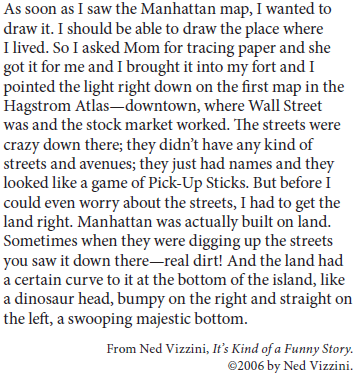 As soon as I saw the Manhattan map, I wanted to
draw it. I should be able to draw the place where
I lived. So I asked Mom for tracing paper and she
got it for me and I brought it into my fort and I
pointed the light right down on the first map in the
Hagstrom Atlas—downtown, where Wall Street
was and the stock market worked. The streets were
crazy down there; they didn’t have any kind of
streets and avenues; they just had names and they
looked like a game of Pick-Up Sticks. But before I
could even worry about the streets, I had to get the
land right. Manhattan was actually built on land.
Sometimes when they were digging up the streets
you saw it down there—real dirt! And the land had
a certain curve to it at the bottom of the island, like
a dinosaur head, bumpy on the right and straight on
the left, a swooping majestic bottom.
From Ned Vizzini, It’s Kind of a Funny Story.
©2006 by Ned Vizzini.